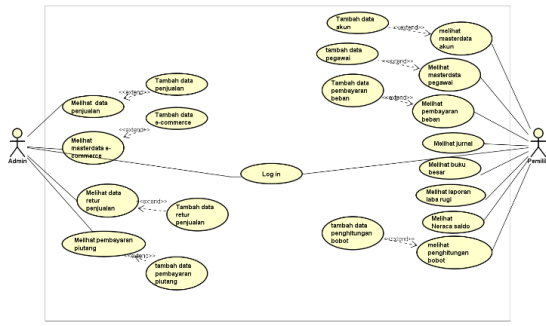 Tambah data
akun
<<extend>>
melihat
masterdata
akun
tambah data
pegawai
<<extend>>
Melihat
masterdata
pegawai
Tambah data
pembayaran
beban
<<extend>>
Melihat
pembayaran
beban
Tambah data
penjualan
<<extend>>
Melihat data
penjualan
Tambah data
e-commerce
<<extend>>
Melihat
masterdata e-
commerce
Admin
Melihat jurnal
Pemilik
Melihat buku
besar
Log in
Melihat laporan
laba rugi
Melihat data
retur
penjualan
<<extend>>
Tambah data
retur
penjualan
Melihat
Neraca saldo
tambah data
penghitungan
bobot
<<extend>>
melihat
penghitungan
bobot
Melihat pembayaran
piutang
<<extend>>
tambah data
pembayaran
piutang